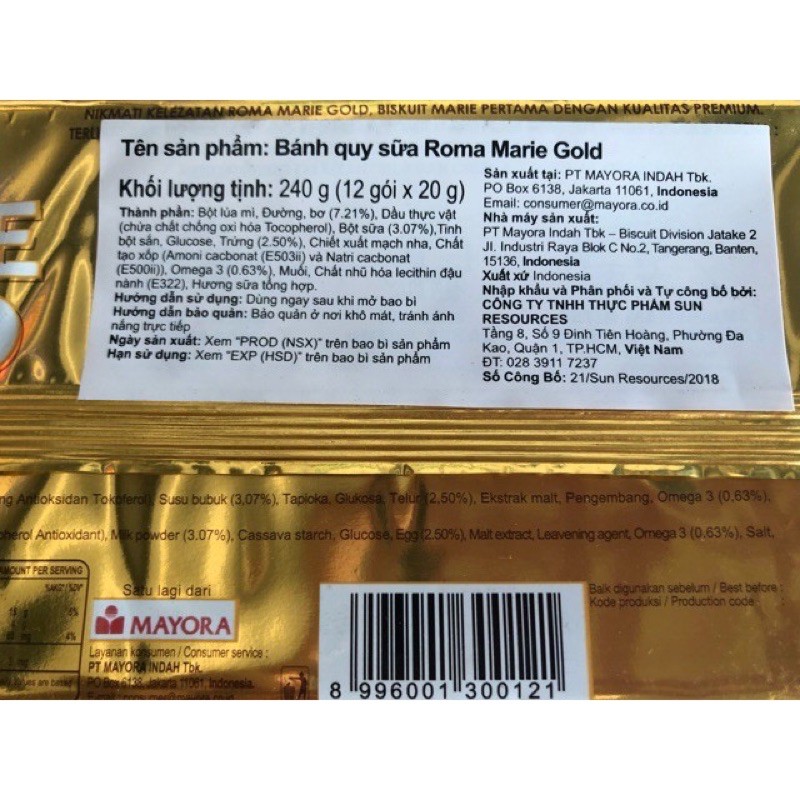 NIKMATI KELEZATAN ROMA MARIE GOLD, BISKUIT MARIE PERTAMA DENGAN KUALITAS PREMIUM.
Tên sản phẩm: Bánh quy sữa Roma Marie Gold
Khối lượng tịnh: 240 g (12 gói x 20 g)
Thành phần: Bột lúa mì, Đường, bơ (7.21%), Dầu thực vật
(chứa chất chống oxi hóa Tocopherol), Bột sữa (3.07%),Tinh
bột sắn, Glucose, Trứng (2.50%), Chiết xuất mạch nha, Chất
tạo xốp (Amoni cacbonat (E503ii) và Natri cacbonat
(E500ii)), Omega 3 (0.63%), Muối, Chất nhũ hóa lecithin đậu
nành (E322), Hương sữa tổng hợp.
Hướng dẫn sử dụng: Dùng ngay sau khi mở bao bì
Hướng dẫn bảo quản: Bảo quản ở nơi khô mát, tránh ánh
nắng trực tiếp
Ngày sản xuất: Xem "PROD (NSX)" trên bao bì sản phẩm
Hạn sử dụng: Xem "EXP (HSD)" trên bao bì sản phẩm
Sản xuất tại: PT MAYORA INDAH Tbk.
PO Box 6138, Jakarta 11061, Indonesia
Email: consumer@mayora.co.id
Nhà máy sản xuất:
PT Mayora Indah Tbk – Biscuit Division Jatake 2
Jl. Industri Raya Blok C No.2, Tangerang, Banten,
15136, Indonesia
Xuất xứ Indonesia
Nhập khẩu và Phân phối và Tự công bố bởi:
CÔNG TY TNHH THỰC PHẨM SUN
RESOURCES
Tầng 8, Số 9 Đinh Tiên Hoàng, Phường Đa
Kao, Quận 1, TP.HCM, Việt Nam
ĐT: 028 3911 7237
Số Công Bố: 21/Sun Resources/2018
Antioksidan Tokoferol), Susu bubuk (3,07%), Tapioka, Glukosa, Telur (2,50%), Ekstrak malt, Pengembang, Omega 3 (0,63%),
Antioxidant), Milk powder (3.07%), Cassava starch, Glucose, Egg (2.50%), Malt extract, Leavening agent, Omega 3 (0.63%), Salt,
AMOUNT PER SERVING
Satu lagi dari
MAYORA
Layanan konsumen / Consumer service :
PT MAYORA INDAH Tbk.
PO Box 6138, Jakarta 11061, Indonesia.
Baik digunakan sebelum / Best before :
Kode produksi / Production code
8 996001 300121